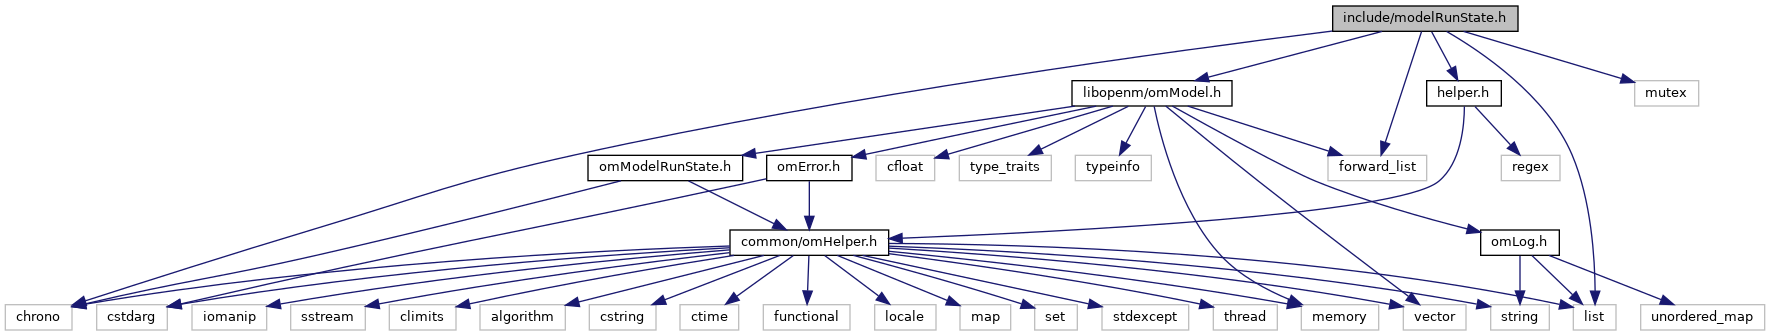 include/modelRunState.h
libopenm/omModel.h
helper.h
mutex
omModelRunState.h
omError.h
cfloat
type_traits
typeinfo
forward_list
regex
common/omHelper.h
omLog.h
chrono
cstdarg
iomanip
sstream
climits
algorithm
cstring
ctime
functional
locale
map
set
stdexcept
thread
memory
vector
string
list
unordered_map